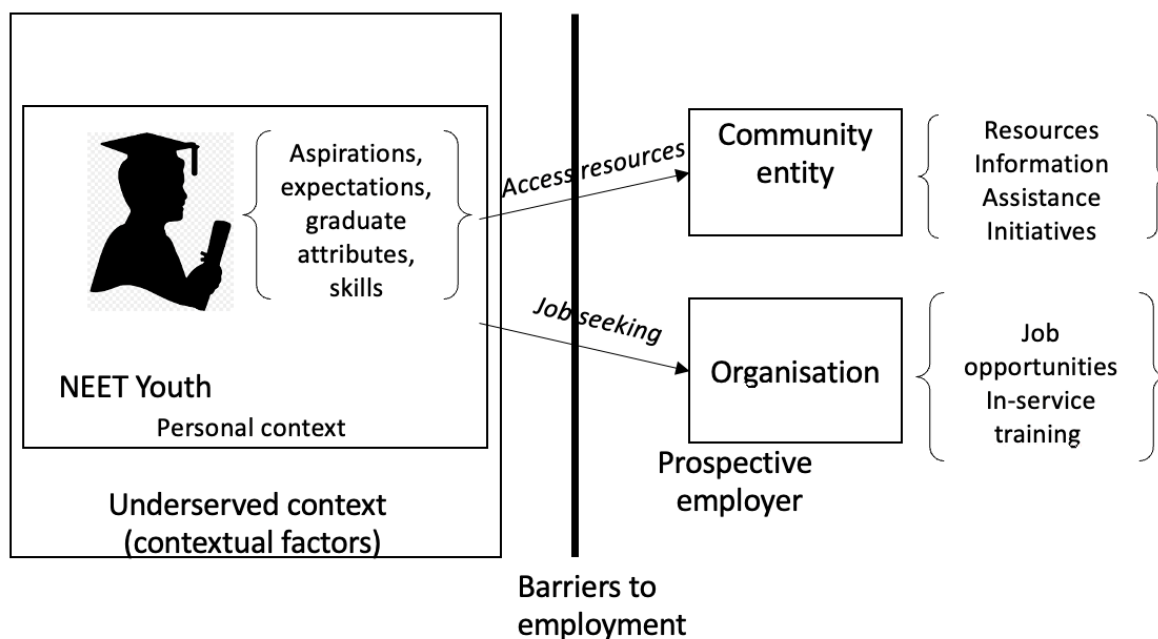 Aspirations,
expectations,
graduate
attributes,
skills
NEET Youth
Personal context
Underserved context
(contextual factors)
Access resources
Job seeking
Barriers to
employment
Community
entity
Resources
Information
Assistance
Initiatives
Organisation
Prospective
employer
Job
opportunities
In-service
training